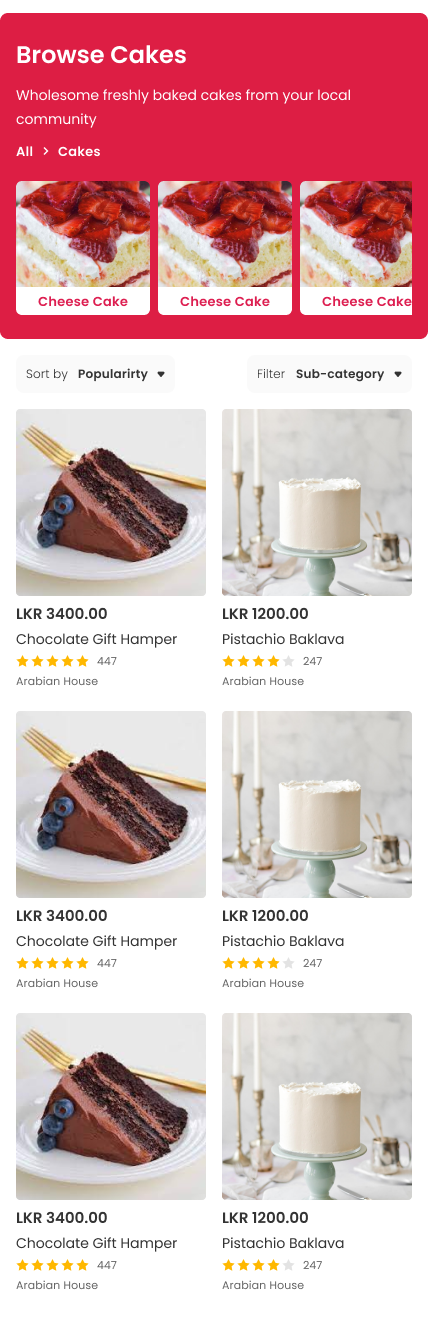 Browse Cakes
Wholesome freshly baked cakes from your local
community
All > Cakes
Cheese Cake Cheese Cake Cheese Cake
Sort by Popularirty Filter Sub-category
LKR 3400.00 LKR 1200.00
Chocolate Gift Hamper Pistachio Baklava
447 247
Arabian House Arabian House
LKR 3400.00 LKR 1200.00
Chocolate Gift Hamper Pistachio Baklava
447 247
Arabian House Arabian House
LKR 3400.00 LKR 1200.00
Chocolate Gift Hamper Pistachio Baklava
447 247
Arabian House Arabian House